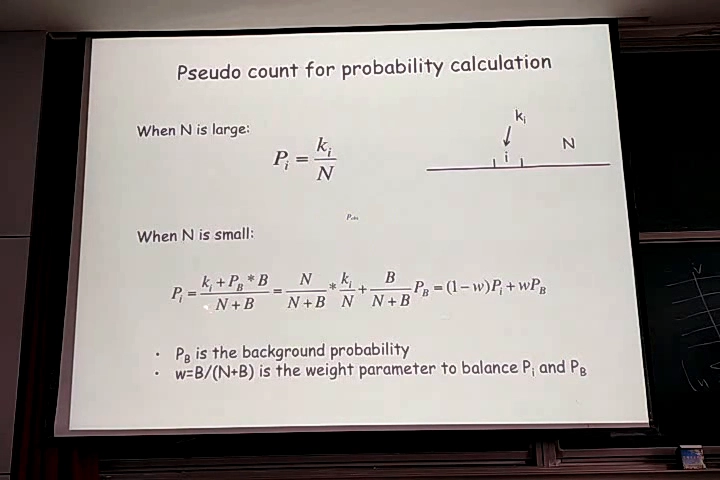 Pseudo count for probability calculation
When N is large:
P_i = k_i / N
k_i
i
N
When N is small:
P_i = (k_i + P_B * B) / (N + B) = N / (N + B) * k_i / N + B / (N + B) P_B = (1 − w)P_i + wP_B
• P_B is the background probability
• w=B/(N+B) is the weight parameter to balance P_i and P_B